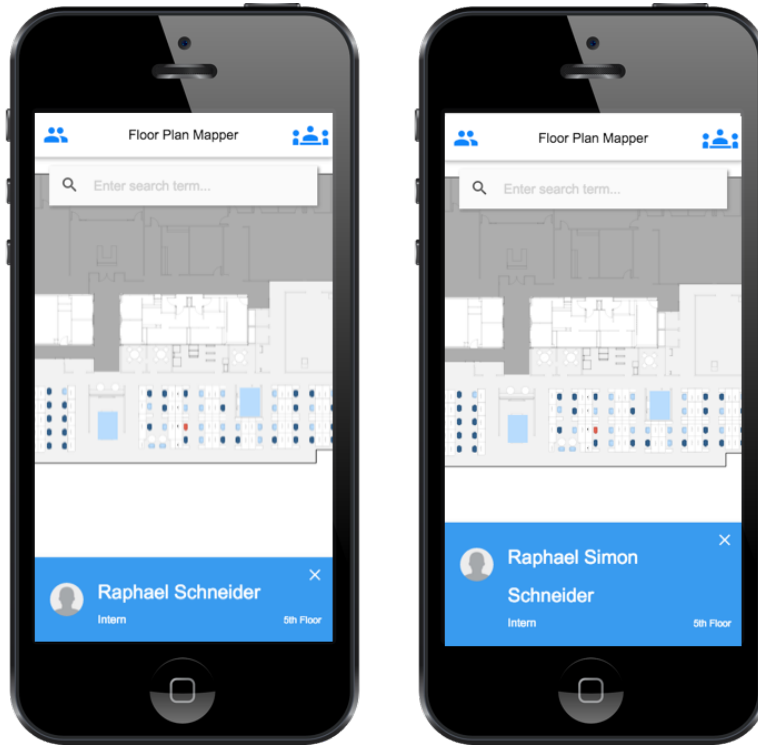 Floor Plan Mapper
Enter search term...
Raphael Schneider
Intern
5th Floor
Floor Plan Mapper
Enter search term...
Raphael Simon
Schneider
Intern
5th Floor